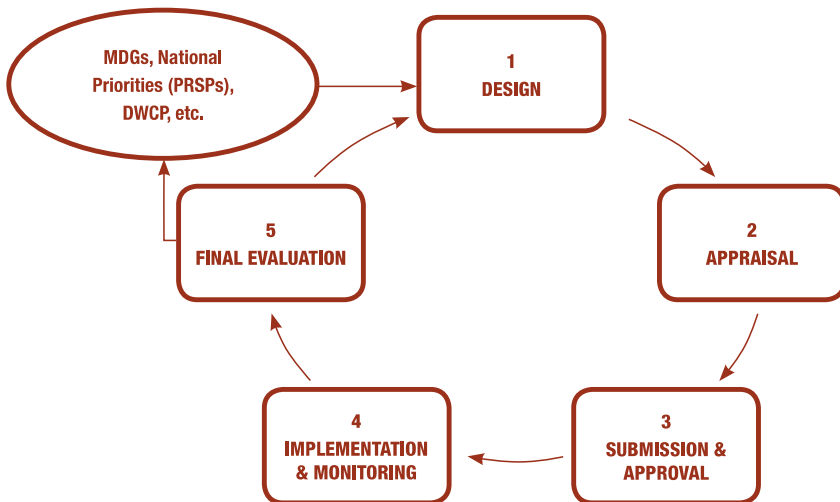 MDGs, National
Priorities (PRSPs),
DWCP, etc.
1
DESIGN
2
APPRAISAL
3
SUBMISSION &
APPROVAL
4
IMPLEMENTATION
& MONITORING
5
FINAL EVALUATION